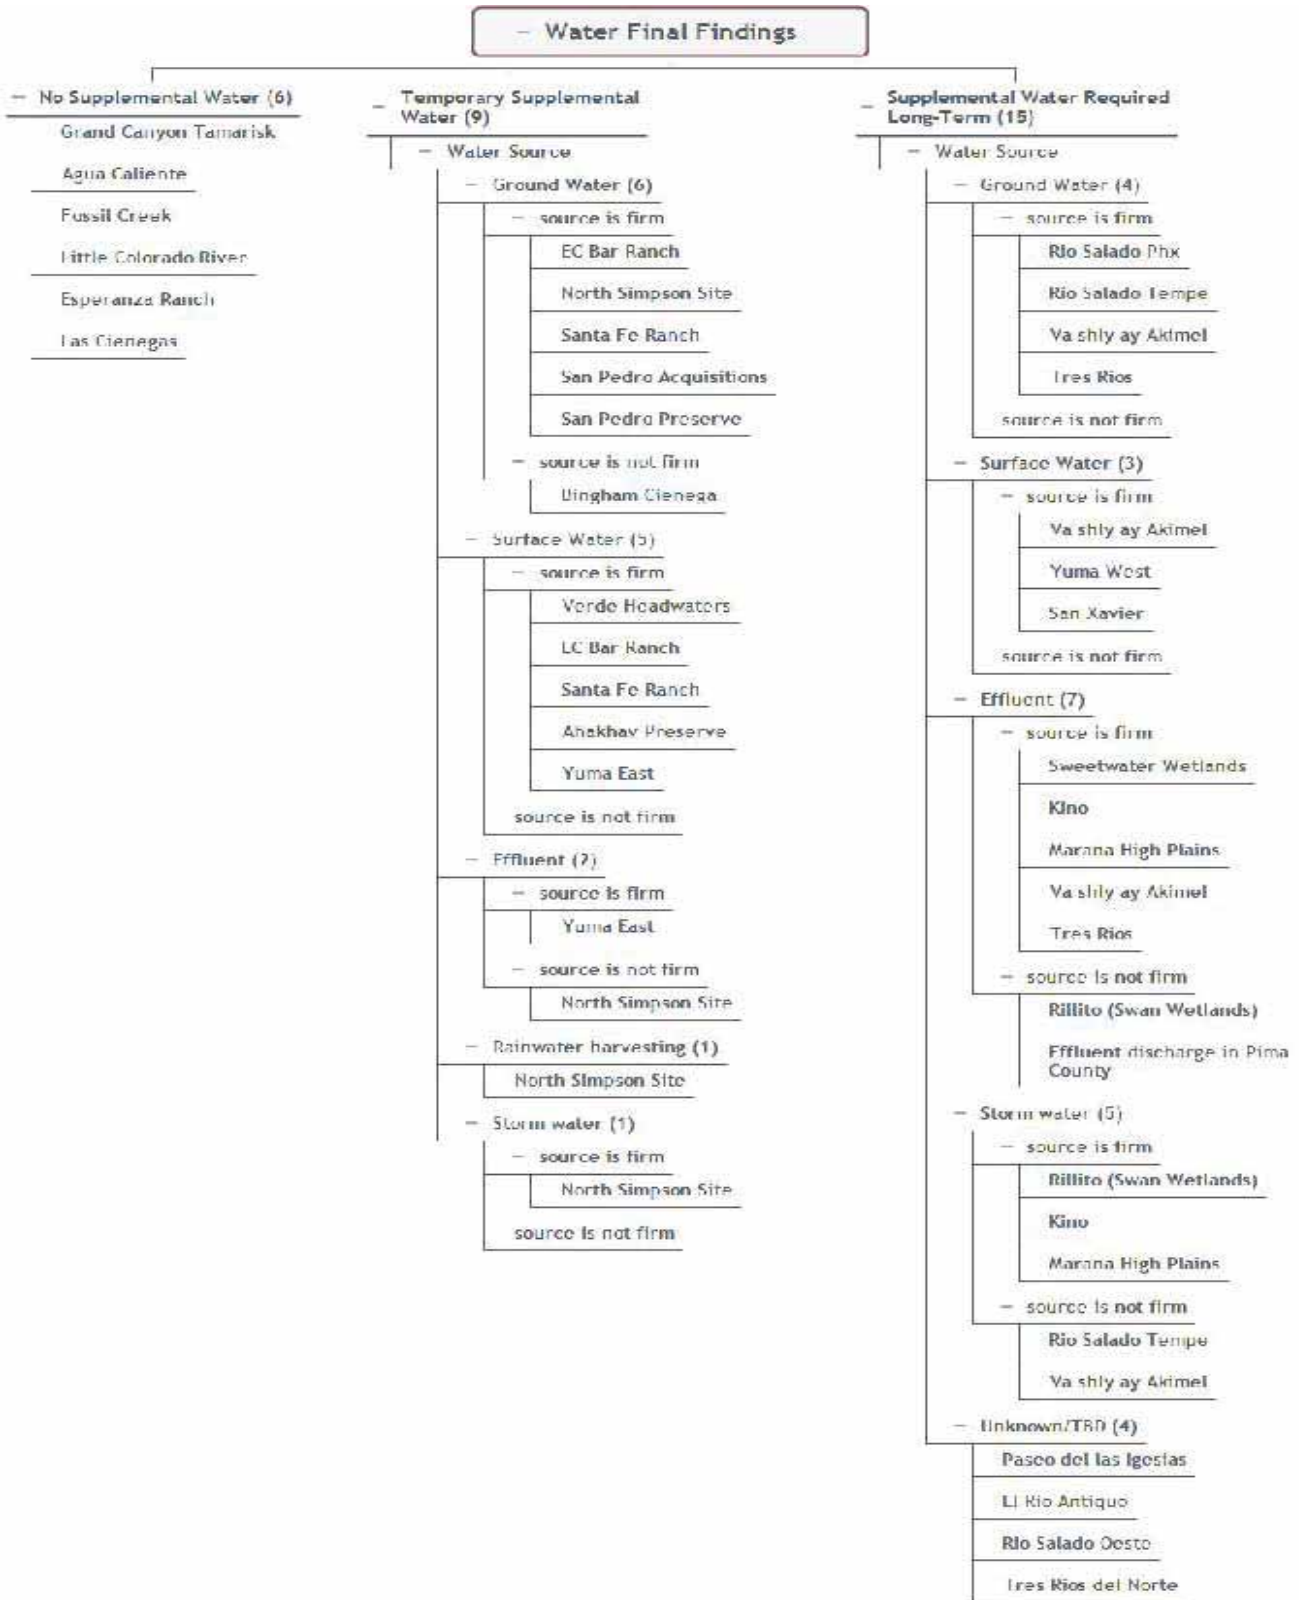 Water Final Findings
No Supplemental Water (6)
Grand Canyon Tamarisk
Agua Caliente
Fossil Creek
Little Colorado River
Esperanza Ranch
Las Cienegas
Temporary Supplemental
Water (9)
Water Source
Ground Water (6)
source is firm
EC Bar Ranch
North Simpson Site
Santa Fe Ranch
San Pedro Acquisitions
San Pedro Preserve
source is not firm
Bingham Cienega
Surface Water (5)
source is firm
Verde Headwaters
EC Bar Ranch
Santa Fe Ranch
Ahakhav Preserve
Yuma East
source is not firm
Effluent (2)
source is firm
Yuma East
source is not firm
North Simpson Site
Rainwater harvesting (1)
North Simpson Site
Storm water (1)
source is firm
North Simpson Site
source is not firm
Supplemental Water Required
Long-Term (15)
Water Source
Ground Water (4)
source is firm
Rio Salado Phx
Rio Salado Tempe
Va shly ay Akimel
Tres Rios
source is not firm
Surface Water (3)
source is firm
Va shly ay Akimel
Yuma West
San Xavier
source is not firm
Effluent (7)
source is firm
Sweetwater Wetlands
Kino
Marana High Plains
Va shly ay Akimel
Tres Rios
source is not firm
Rillito (Swan Wetlands)
Effluent discharge in Pima
County
Storm water (5)
source is firm
Rillito (Swan Wetlands)
Kino
Marana High Plains
source is not firm
Rio Salado Tempe
Va shly ay Akimel
Unknown/TBD (4)
Paseo del las Igesias
El Rio Antiquo
Rio Salado Oeste
Tres Rios del Norte